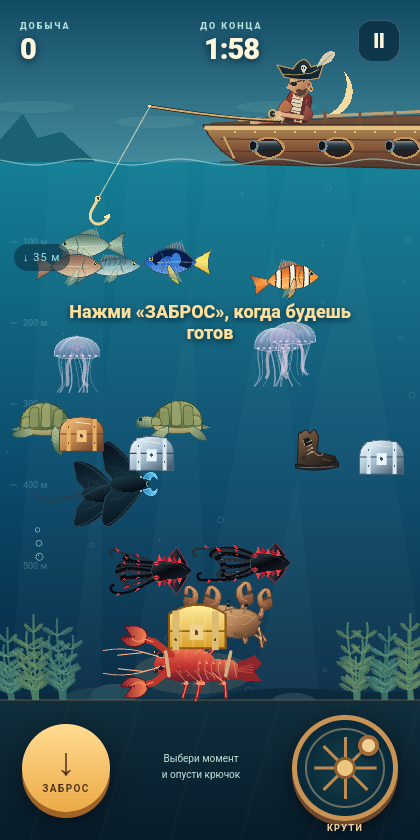 ДОБЫЧА
0
ДО КОНЦА
1:58
100 м
↓ 35 м
Нажми «ЗАБРОС», когда будешь
готов
200 м
400 м
500 м
↓
ЗАБРОС
Выбери момент
и опусти крючок
КРУТИ